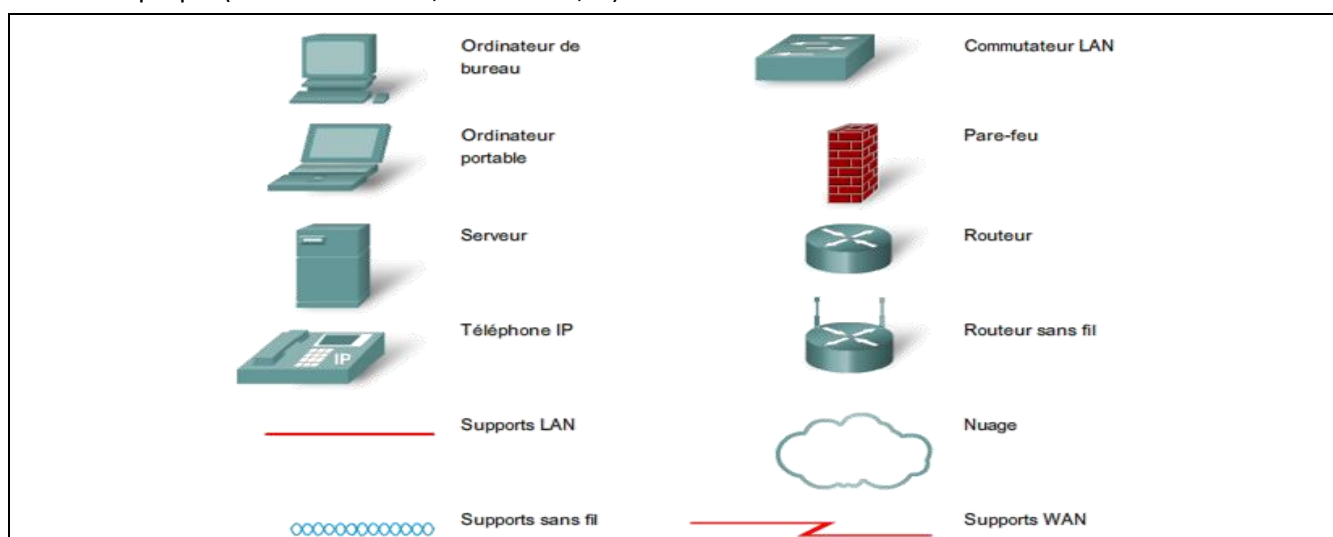 Ordinateur de
bureau
Commutateur LAN
Ordinateur
portable
Pare-feu
Serveur
Routeur
Téléphone IP
IP
Routeur sans fil
Supports LAN
Nuage
Supports sans fil
Supports WAN